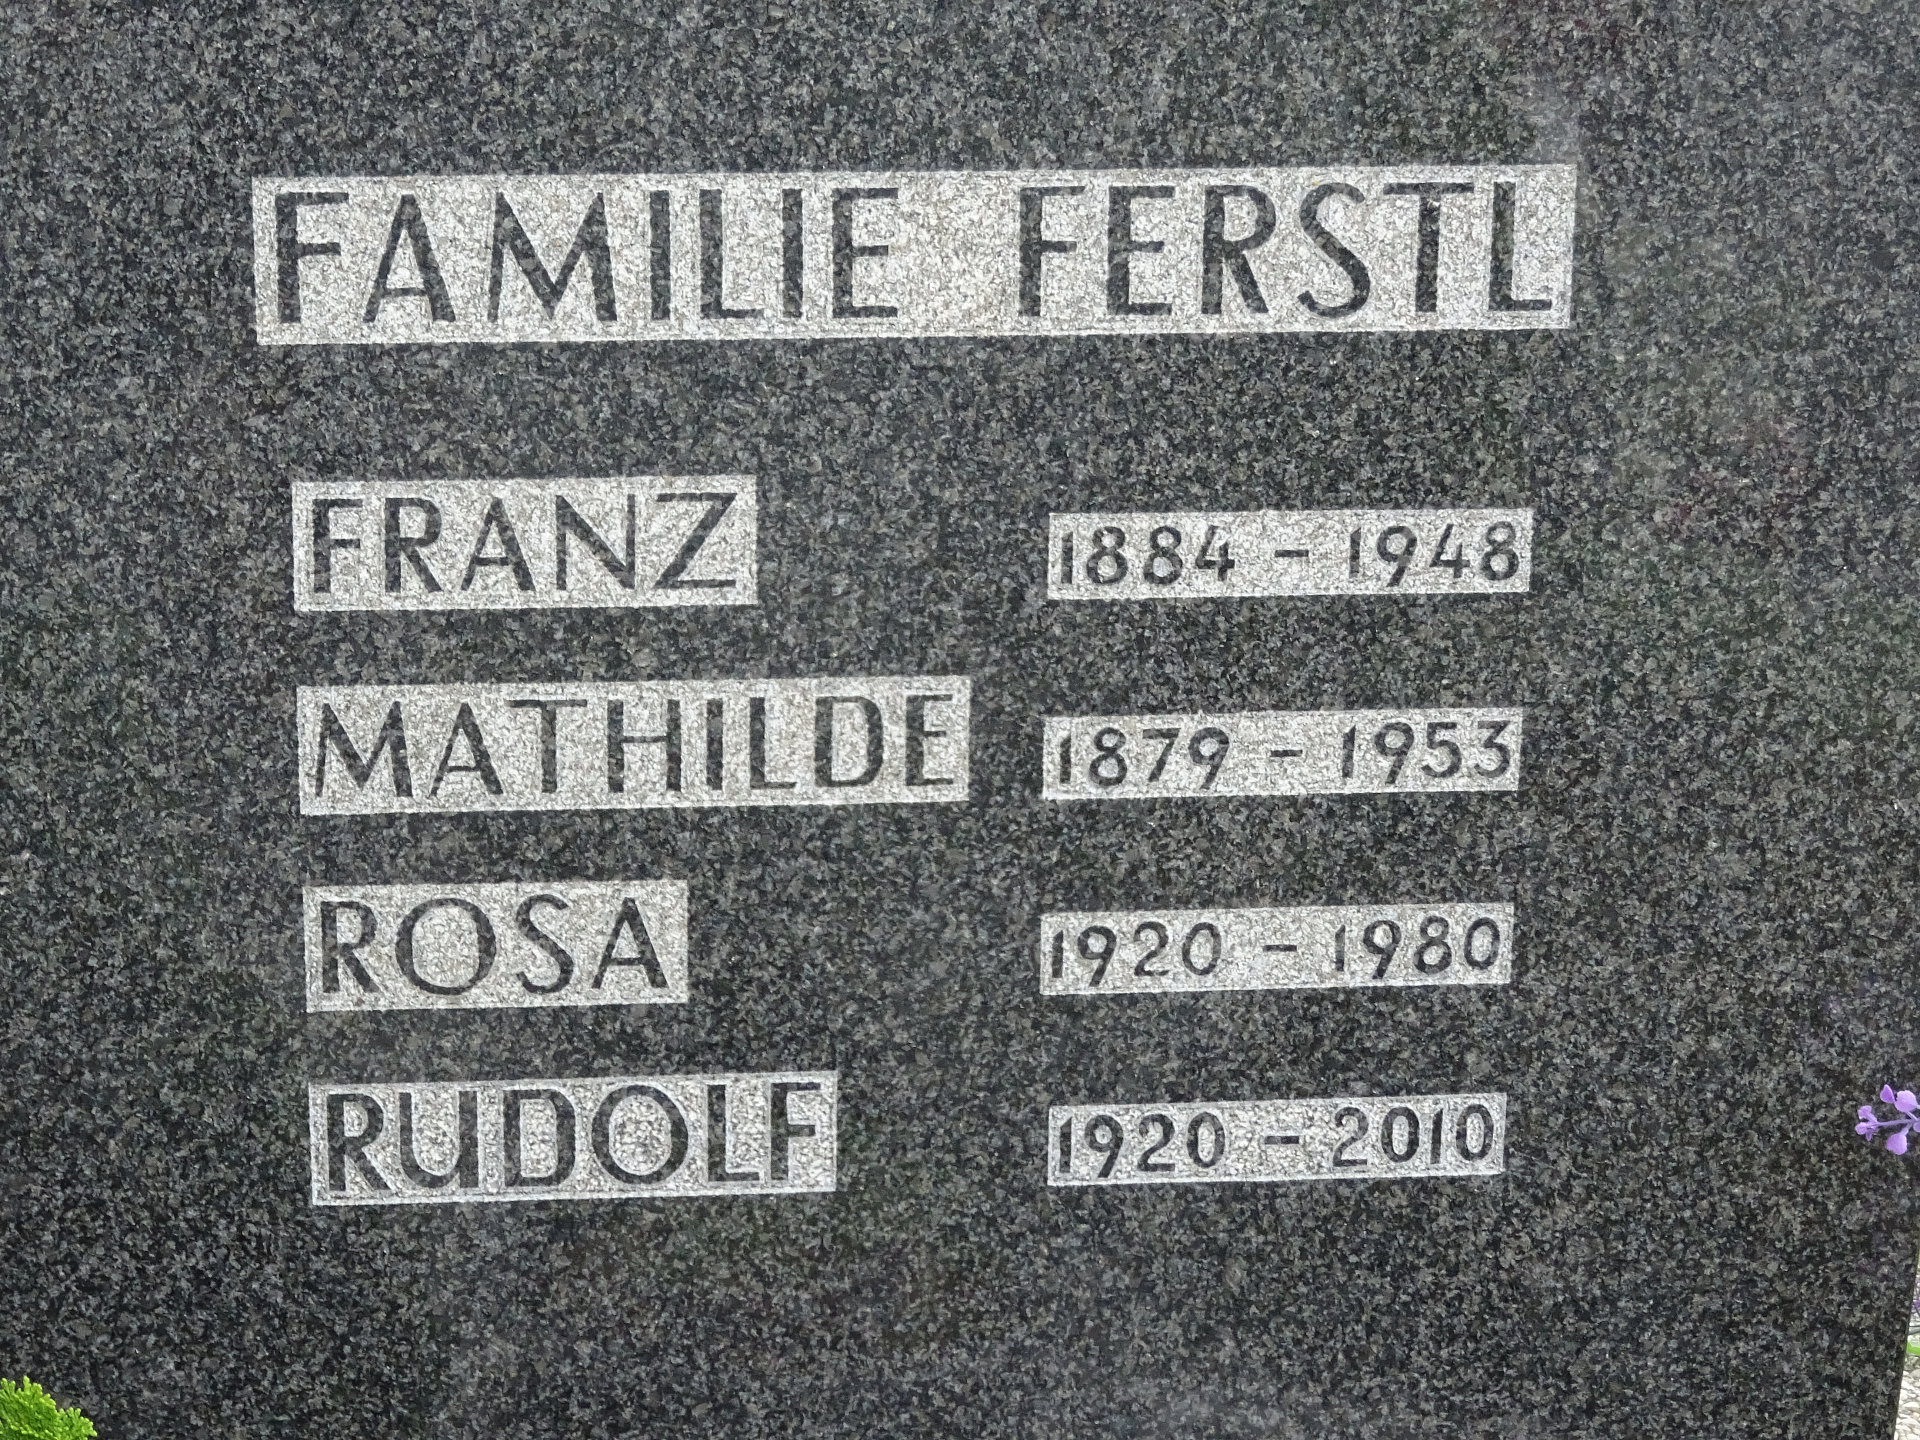 FAMILIE FERSTL
FRANZ 1884 - 1948
MATHILDE 1879 - 1953
ROSA 1920 - 1980
RUDOLF 1920 - 2010